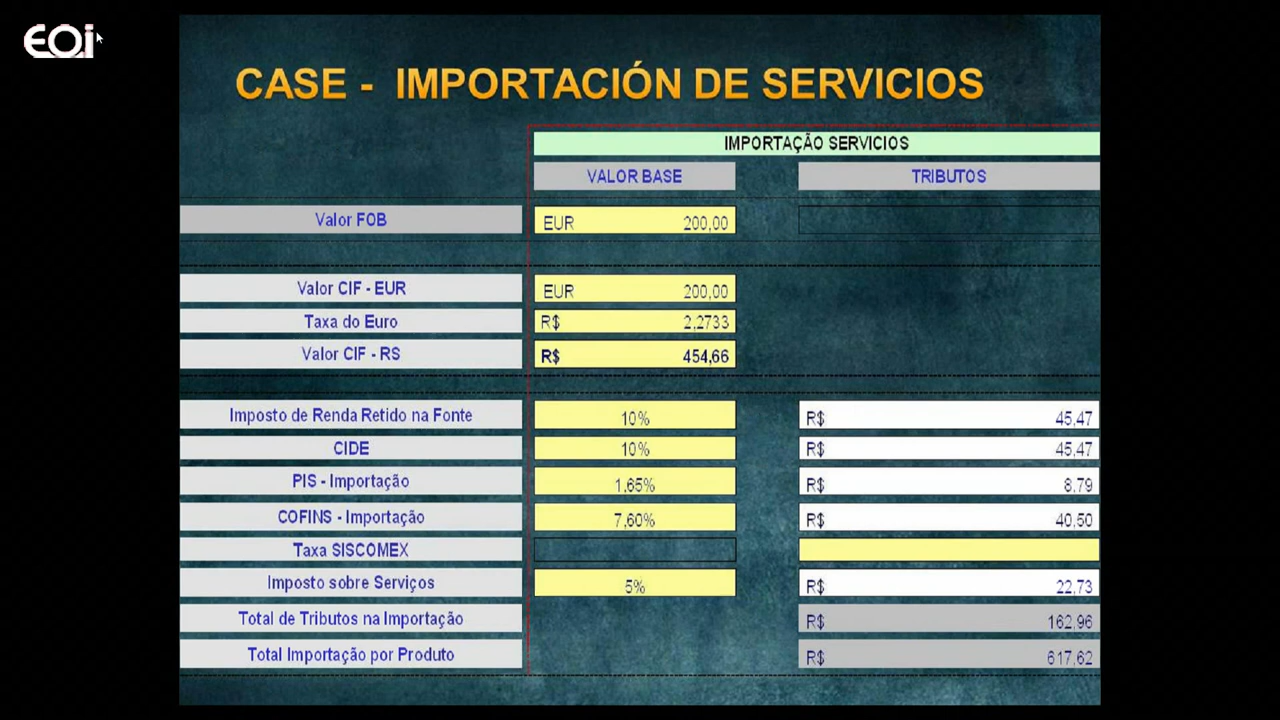 EOi
CASE - IMPORTACIÓN DE SERVICIOS
IMPORTAÇÃO SERVICIOS
VALOR BASE TRIBUTOS
Valor FOB EUR 200,00
Valor CIF - EUR EUR 200,00
Taxa do Euro R$ 2,2733
Valor CIF - RS R$ 454,66
Imposto de Renda Retido na Fonte 10% R$ 45,47
CIDE 10% R$ 45,47
PIS - Importação 1,65% R$ 8,79
COFINS - Importação 7,60% R$ 40,50
Taxa SISCOMEX
Imposto sobre Serviços 5% R$ 22,73
Total de Tributos na Importação R$ 162,96
Total Importação por Produto R$ 617,62